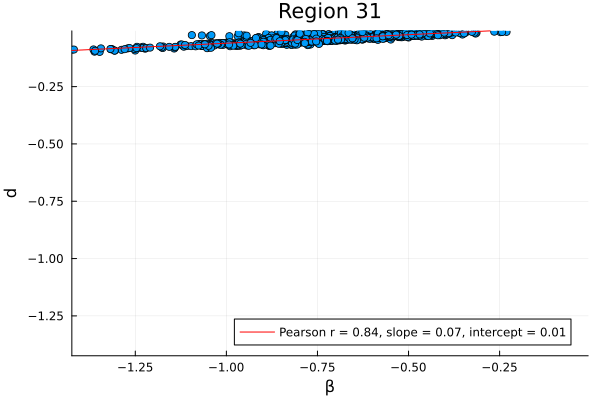 Region 31
d
−0.25
−0.50
−0.75
−1.00
−1.25
Pearson r = 0.84, slope = 0.07, intercept = 0.01
−1.25 −1.00 −0.75 −0.50 −0.25
β